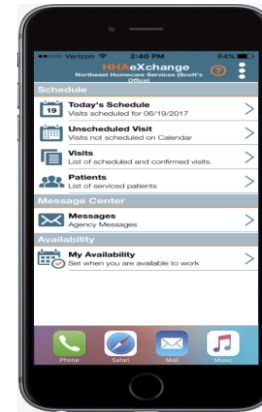 Verizon 2:40 PM 64%
HHAeXchange
Northeast Homecare Services (Scott's
Office)
?
Schedule
19
Today's Schedule
Visits scheduled for 06/19/2017
Unscheduled Visit
Visits not scheduled on Calendar
Visits
List of scheduled and confirmed visits.
Patients
List of serviced patients
Message Center
Messages
Agency Messages
Availability
My Availability
Set when you are available to work
Phone Safari Mail Music